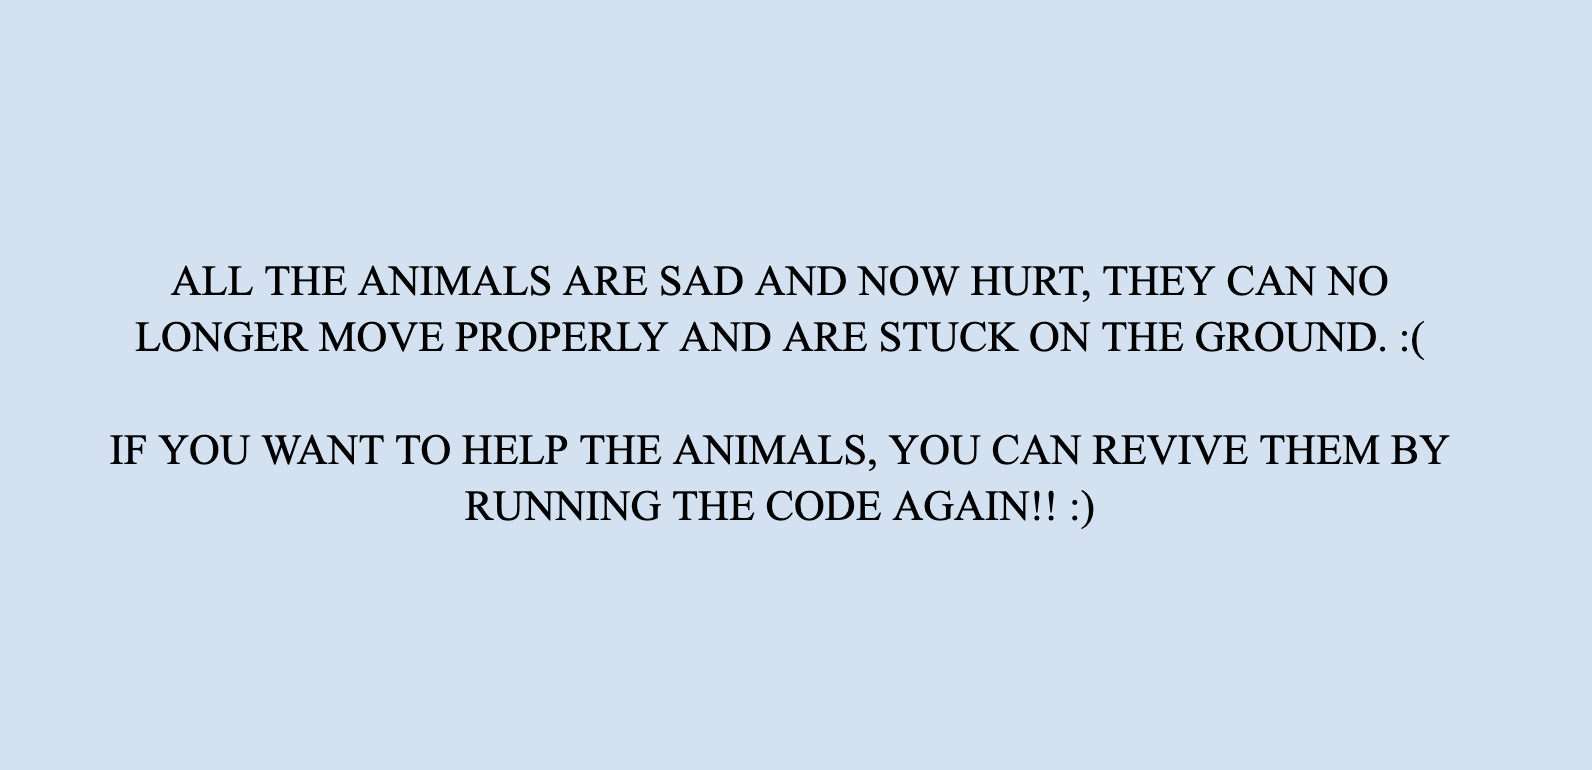 ALL THE ANIMALS ARE SAD AND NOW HURT, THEY CAN NO
LONGER MOVE PROPERLY AND ARE STUCK ON THE GROUND. :(
IF YOU WANT TO HELP THE ANIMALS, YOU CAN REVIVE THEM BY
RUNNING THE CODE AGAIN!! :)